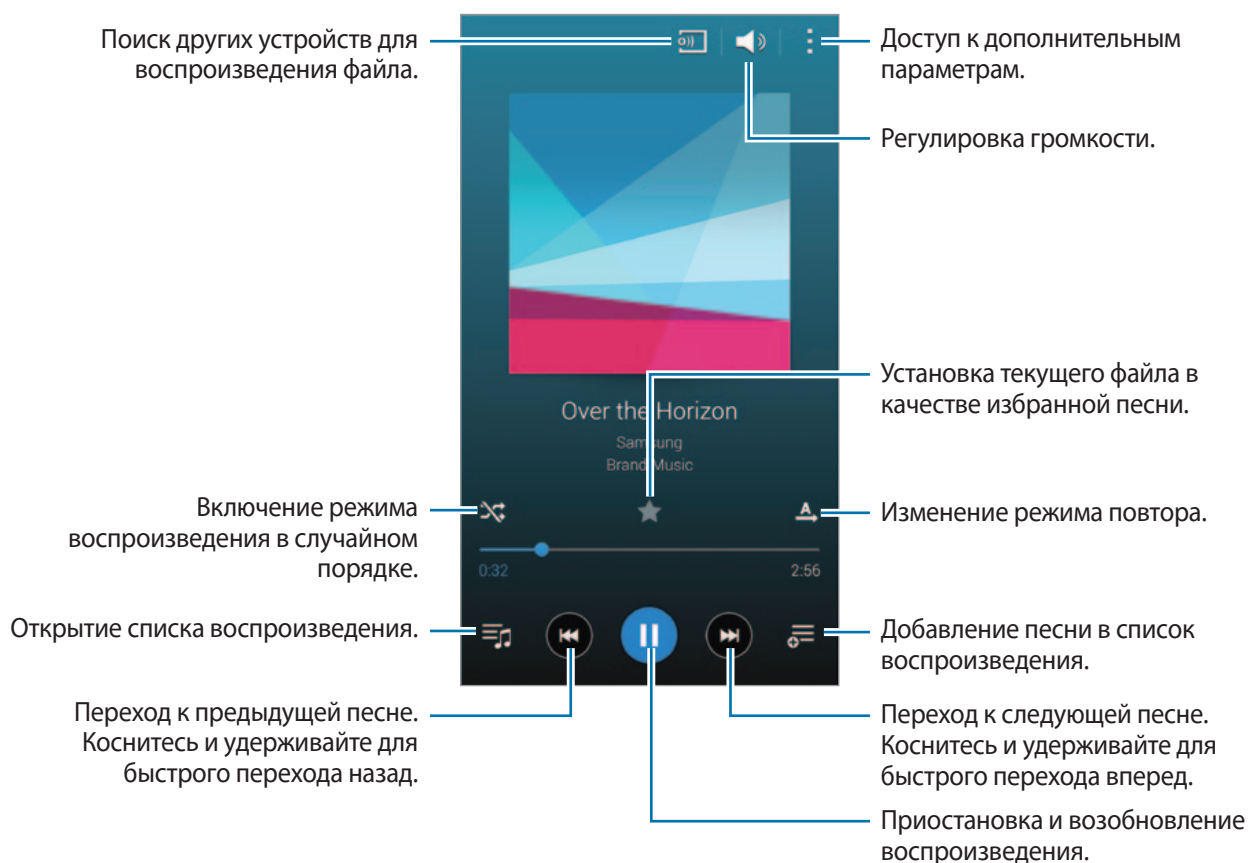 Поиск других устройств для
воспроизведения файла.
Доступ к дополнительным
параметрам.
Регулировка громкости.
Установка текущего файла в
качестве избранной песни.
Over the Horizon
Samsung
Brand Music
Включение режима
воспроизведения в случайном
порядке.
A
Изменение режима повтора.
0:32
2:56
Открытие списка воспроизведения.
Добавление песни в список
воспроизведения.
Переход к предыдущей песне.
Коснитесь и удерживайте для
быстрого перехода назад.
Переход к следующей песне.
Коснитесь и удерживайте для
быстрого перехода вперед.
Приостановка и возобновление
воспроизведения.